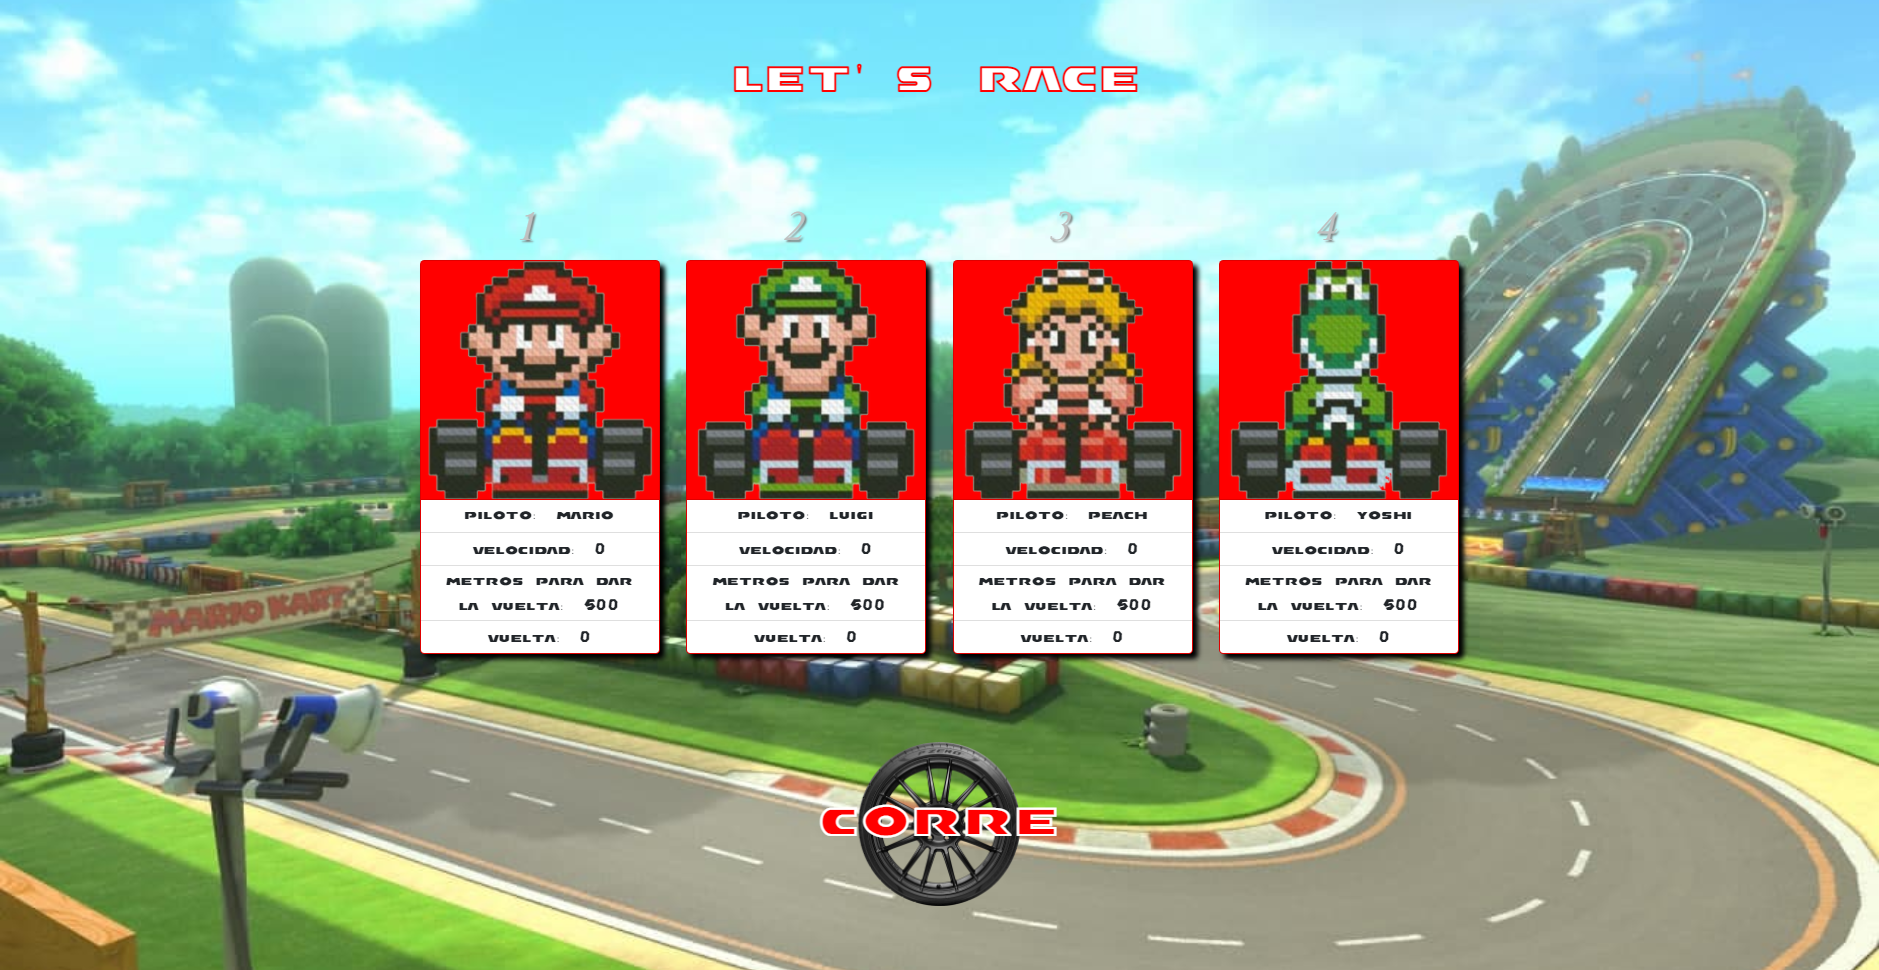 LET'S RACE
1
2
3
4
PILOTO: MARIO
VELOCIDAD: 0
METROS PARA DAR
LA VUELTA: 500
VUELTA: 0
PILOTO: LUIGI
VELOCIDAD: 0
METROS PARA DAR
LA VUELTA: 500
VUELTA: 0
PILOTO: PEACH
VELOCIDAD: 0
METROS PARA DAR
LA VUELTA: 500
VUELTA: 0
PILOTO: YOSHI
VELOCIDAD: 0
METROS PARA DAR
LA VUELTA: 500
VUELTA: 0
MARIO KART
P ZERO
CORRE